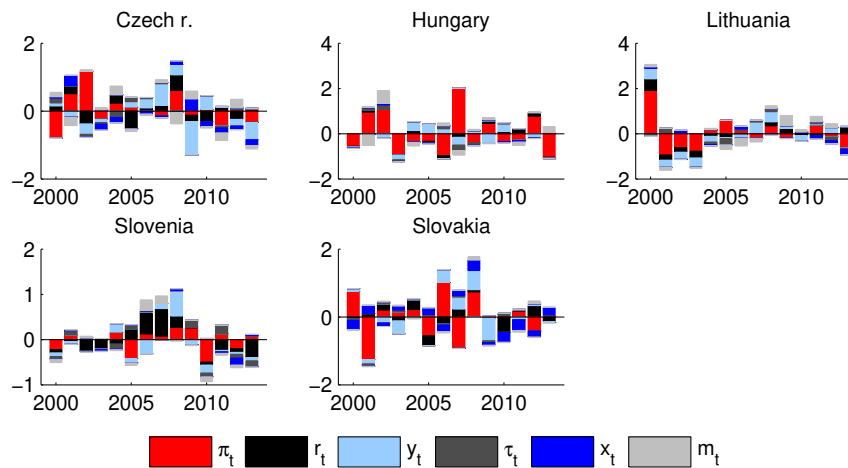 Czech r. Hungary Lithuania
2 4 4
1 2 2
0 0 0
−1
−2 −2 −2
2000 2005 2010 2000 2005 2010 2000 2005 2010
Slovenia Slovakia
2 2
1
0 0
−1 −2
2000 2005 2010 2000 2005 2010
π_t r_t y_t τ_t x_t m_t